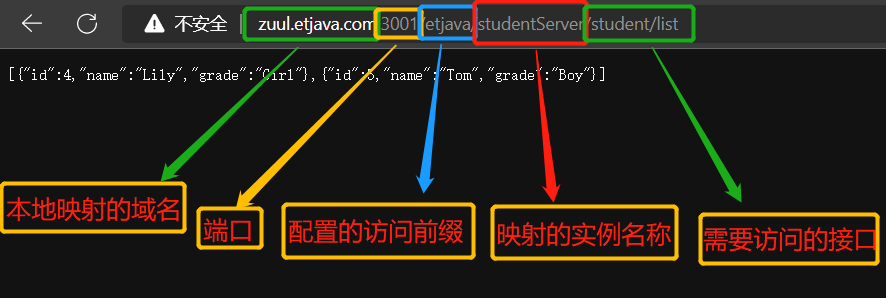 不安全 | zuul.etjava.com:3001/etjava/studentServer/student/list
[{"id":4,"name":"Lily","grade":"Girl"},{"id":5,"name":"Tom","grade":"Boy"}]
本地映射的域名
端口
配置的访问前缀
映射的实例名称
需要访问的接口